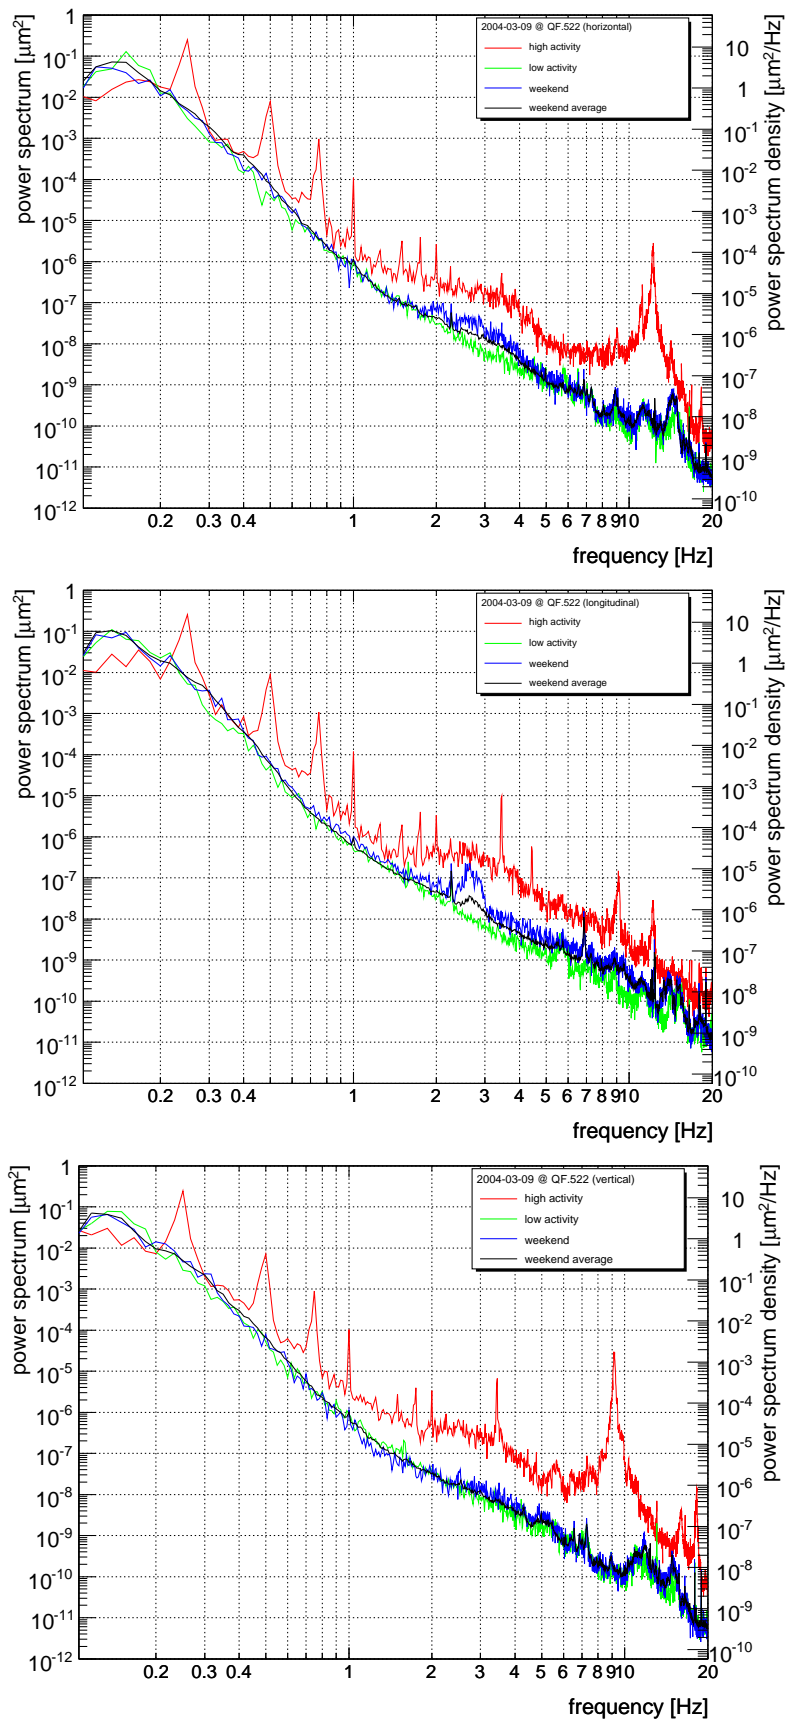 power spectrum [μm²]
power spectrum density [μm²/Hz]
1
10⁻¹
10⁻²
10⁻³
10⁻⁴
10⁻⁵
10⁻⁶
10⁻⁷
10⁻⁸
10⁻⁹
10⁻¹⁰
10⁻¹¹
10⁻¹²
2004-03-09 @ QF.522 (horizontal)
high activity
low activity
weekend
weekend average
10
1
10⁻¹
10⁻²
10⁻³
10⁻⁴
10⁻⁵
10⁻⁶
10⁻⁷
10⁻⁸
10⁻⁹
10⁻¹⁰
0.2 0.3 0.4 1 2 3 4 5 6 7 8 910 20
frequency [Hz]
power spectrum [μm²]
power spectrum density [μm²/Hz]
1
10⁻¹
10⁻²
10⁻³
10⁻⁴
10⁻⁵
10⁻⁶
10⁻⁷
10⁻⁸
10⁻⁹
10⁻¹⁰
10⁻¹¹
10⁻¹²
2004-03-09 @ QF.522 (longitudinal)
high activity
low activity
weekend
weekend average
10
1
10⁻¹
10⁻²
10⁻³
10⁻⁴
10⁻⁵
10⁻⁶
10⁻⁷
10⁻⁸
10⁻⁹
10⁻¹⁰
0.2 0.3 0.4 1 2 3 4 5 6 7 8 910 20
frequency [Hz]
power spectrum [μm²]
power spectrum density [μm²/Hz]
1
10⁻¹
10⁻²
10⁻³
10⁻⁴
10⁻⁵
10⁻⁶
10⁻⁷
10⁻⁸
10⁻⁹
10⁻¹⁰
10⁻¹¹
10⁻¹²
2004-03-09 @ QF.522 (vertical)
high activity
low activity
weekend
weekend average
10
1
10⁻¹
10⁻²
10⁻³
10⁻⁴
10⁻⁵
10⁻⁶
10⁻⁷
10⁻⁸
10⁻⁹
10⁻¹⁰
0.2 0.3 0.4 1 2 3 4 5 6 7 8 910 20
frequency [Hz]